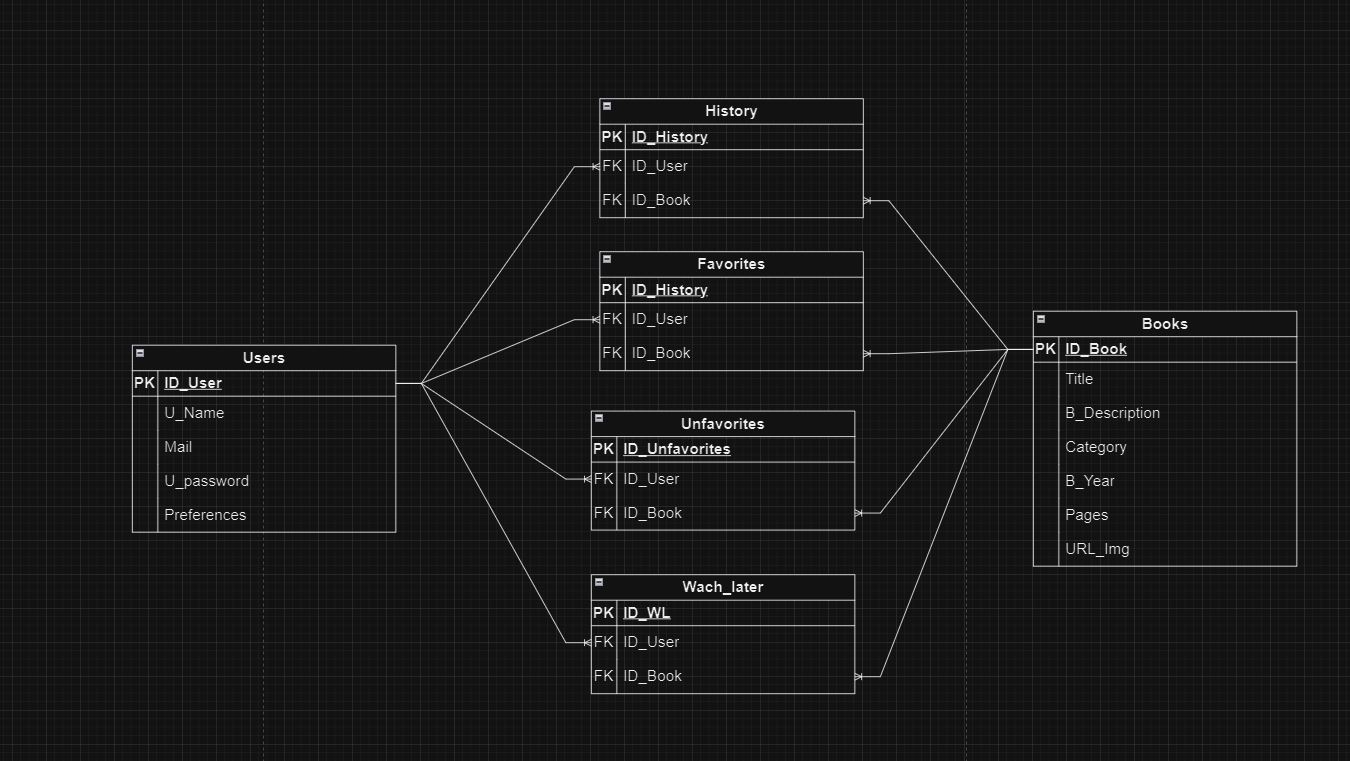 History
PK ID_History
FK ID_User
FK ID_Book
Favorites
PK ID_History
FK ID_User
FK ID_Book
Users
PK ID_User
U_Name
Mail
U_password
Preferences
Unfavorites
PK ID_Unfavorites
FK ID_User
FK ID_Book
Wach_later
PK ID_WL
FK ID_User
FK ID_Book
Books
PK ID_Book
Title
B_Description
Category
B_Year
Pages
URL_Img